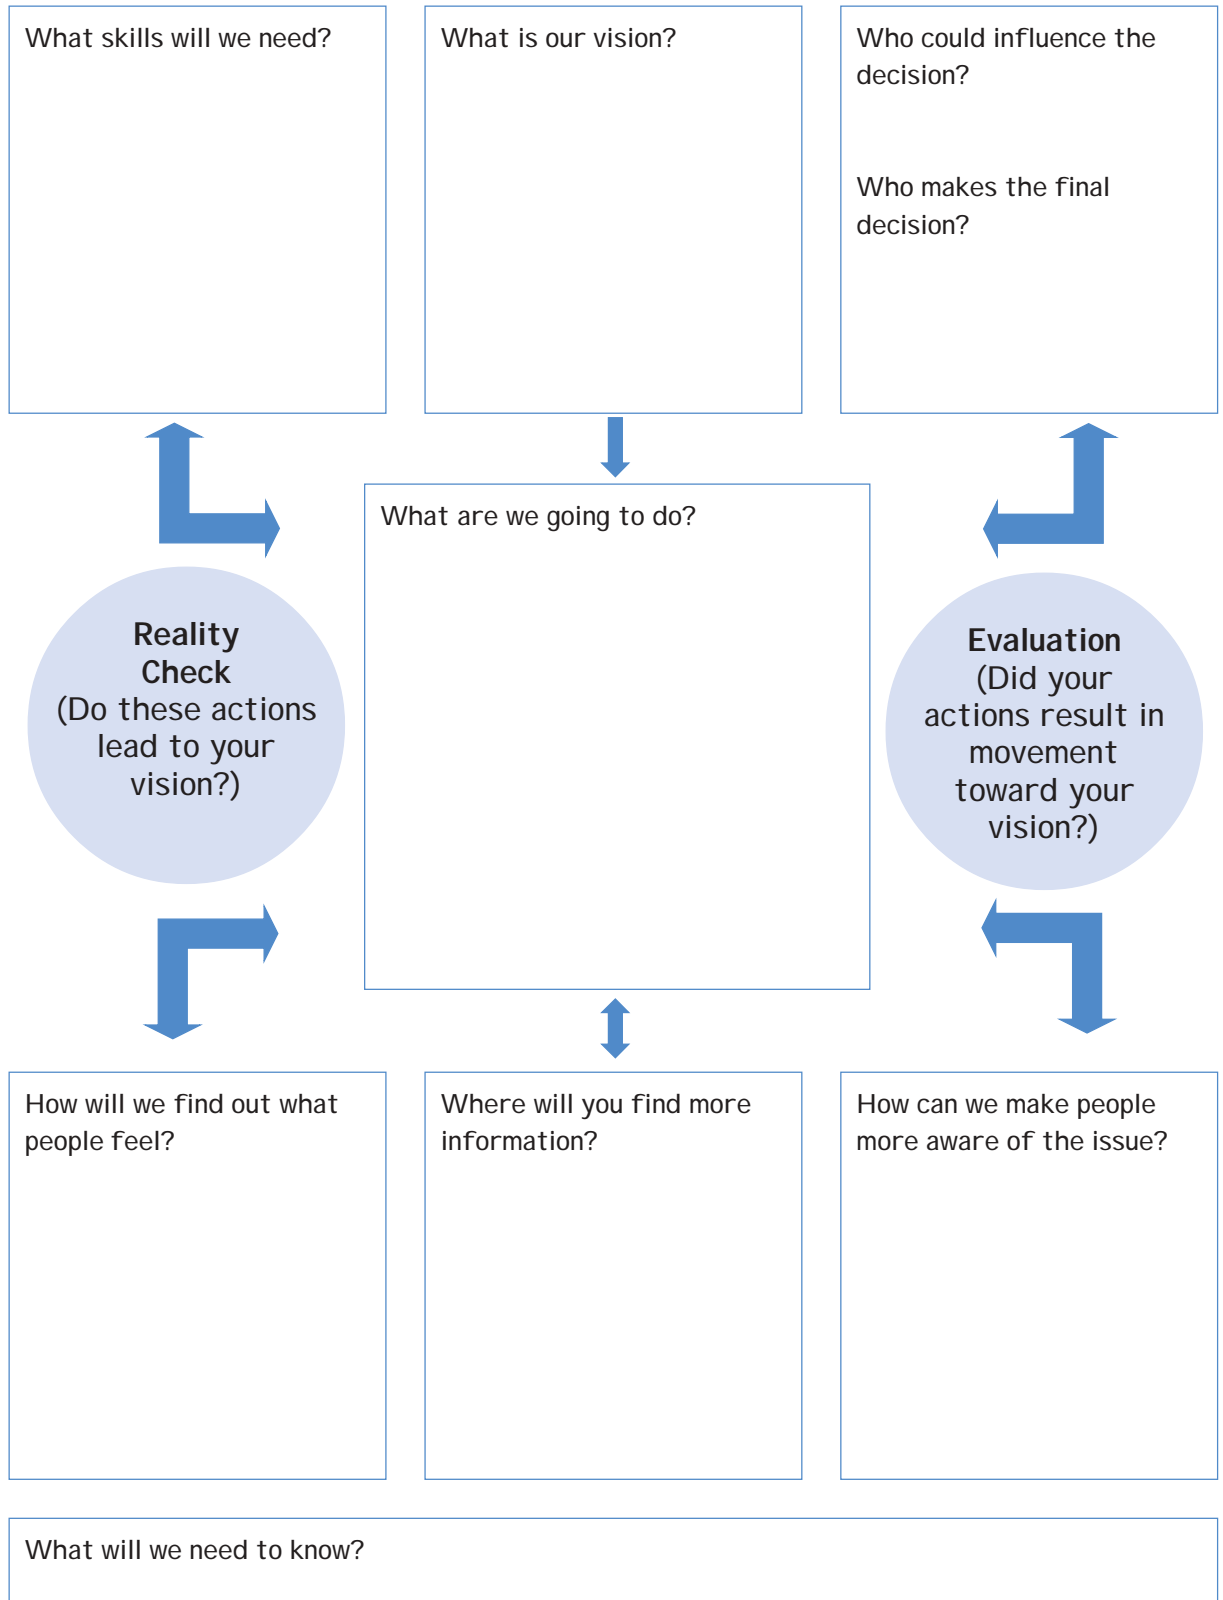 What skills will we need?
What is our vision?
Who could influence the
decision?
Who makes the final
decision?
What are we going to do?
Reality
Check
(Do these actions
lead to your
vision?)
Evaluation
(Did your
actions result in
movement
toward your
vision?)
How will we find out what
people feel?
Where will you find more
information?
How can we make people
more aware of the issue?
What will we need to know?